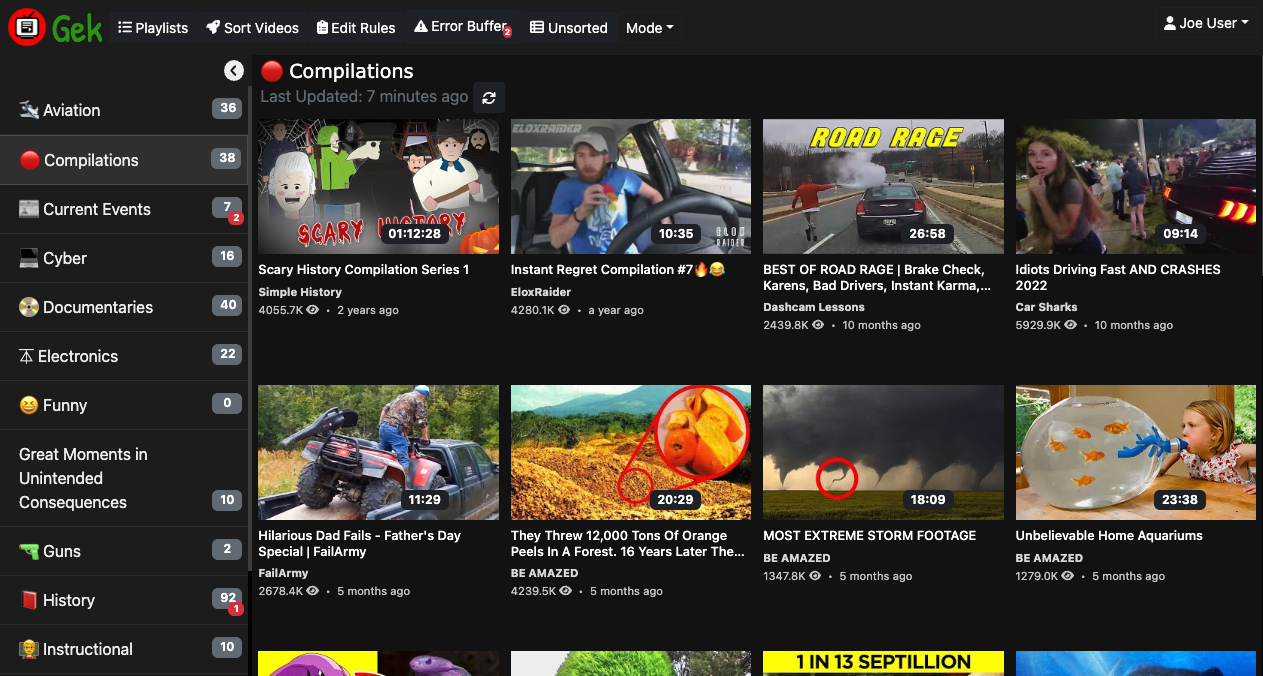 Gek
Playlists
Sort Videos
Edit Rules
Error Buffer
2
Unsorted
Mode
Joe User
Aviation
36
Compilations
38
Current Events
7
2
Cyber
16
Documentaries
40
Electronics
22
Funny
0
Great Moments in
Unintended
Consequences
10
Guns
2
History
92
1
Instructional
10
Compilations
Last Updated: 7 minutes ago
SCARY HISTORY
01:12:28
Scary History Compilation Series 1
Simple History
4055.7K • 2 years ago
ELOXRAIDER
10:35
ELOX
RAIDER
Instant Regret Compilation #7🔥😂
EloxRaider
4280.1K • a year ago
ROAD RAGE
26:58
BEST OF ROAD RAGE | Brake Check,
Karens, Bad Drivers, Instant Karma,...
Dashcam Lessons
2439.8K • 10 months ago
09:14
Idiots Driving Fast AND CRASHES
2022
Car Sharks
5929.9K • 10 months ago
11:29
Hilarious Dad Fails - Father's Day
Special | FailArmy
FailArmy
2678.4K • 5 months ago
20:29
They Threw 12,000 Tons Of Orange
Peels In A Forest. 16 Years Later The...
BE AMAZED
4239.5K • 5 months ago
18:09
MOST EXTREME STORM FOOTAGE
BE AMAZED
1347.8K • 5 months ago
23:38
Unbelievable Home Aquariums
BE AMAZED
1279.0K • 5 months ago
1 IN 13 SEPTILLION